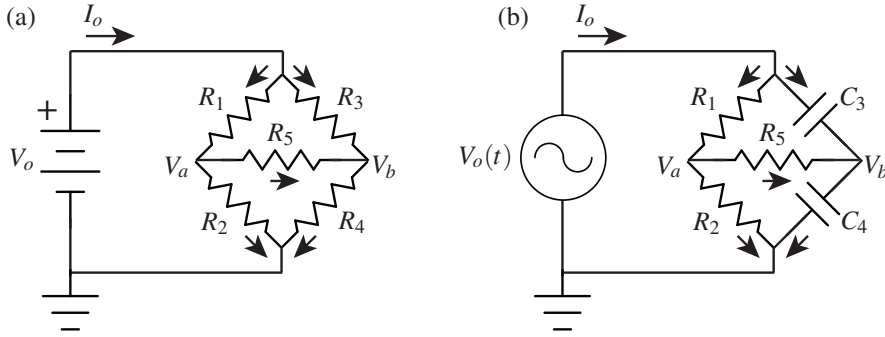 (a)
I_o
+
V_o
R_1
R_3
R_5
V_a
V_b
R_2
R_4
(b)
I_o
V_o(t)
R_1
C_3
R_5
V_a
V_b
R_2
C_4